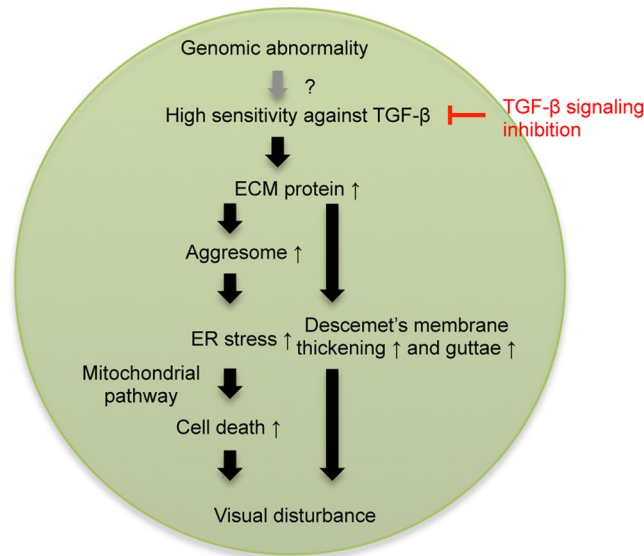 Genomic abnormality
?
High sensitivity against TGF-β
TGF-β signaling
inhibition
ECM protein ↑
Aggresome ↑
ER stress ↑
Descemet's membrane
thickening ↑ and guttae ↑
Mitochondrial
pathway
Cell death ↑
Visual disturbance